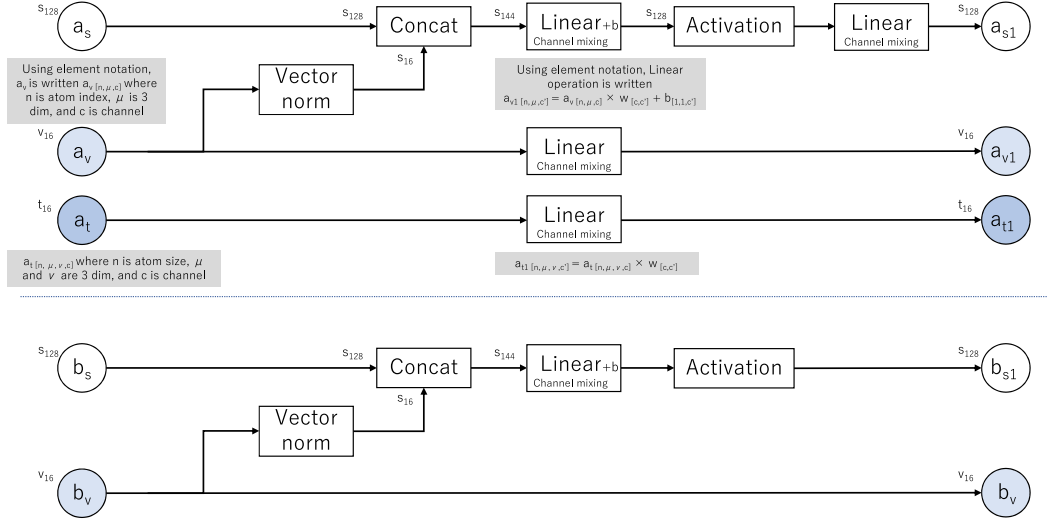 s128 s128 s144 s128 s128
as Concat Linear+b Channel mixing Activation Linear Channel mixing as1
s16
Using element notation,
av is written av [n,μ,c] where
n is atom index, μ is 3
dim, and c is channel
Vector
norm
Using element notation, Linear
operation is written
av1 [n,μ,c'] = av [n,μ,c] × w[c,c'] + b[1,1,c']
v16 v16
av Linear av1
Channel mixing
t16 t16
at Linear at1
Channel mixing
at [n, μ, ν,c] where n is atom size, μ
and ν are 3 dim, and c is channel
at1 [n,μ, ν,c'] = at [n,μ, ν,c] × w[c,c']
s128 s128 s144 s128
bs Concat Linear+b Channel mixing Activation bs1
s16
Vector
norm
v16 v16
bv bv